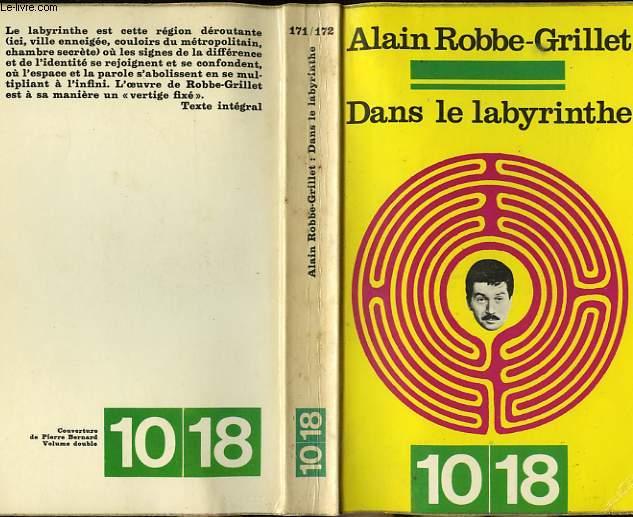 Le-livre.com
Le labyrinthe est cette région déroutante
(ici, ville enneigée, couloirs du métropolitain,
chambre secrète) où les signes de la différence
et de l'identité se rejoignent et se confondent,
où l'espace et la parole s'abolissent en se mul-
tipliant à l'infini. L'œuvre de Robbe-Grillet
est à sa manière un « vertige fixé ».
Texte intégral
Couverture
de Pierre Bernard
Volume double
10 18
171/172
Alain Robbe-Grillet : Dans le labyrinthe
10 18
Alain Robbe-Grillet
Dans le labyrinthe
10 18